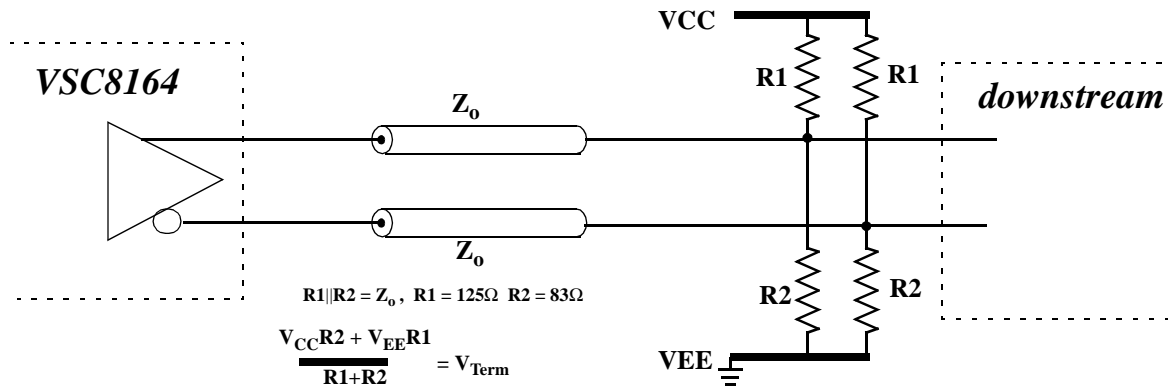 VCC
VSC8164
R1
R1
downstream
Zo
Zo
R2
R2
R1||R2 = Zo , R1 = 125Ω R2 = 83Ω
VCCR2 + VEER1
R1+R2
= VTerm
VEE